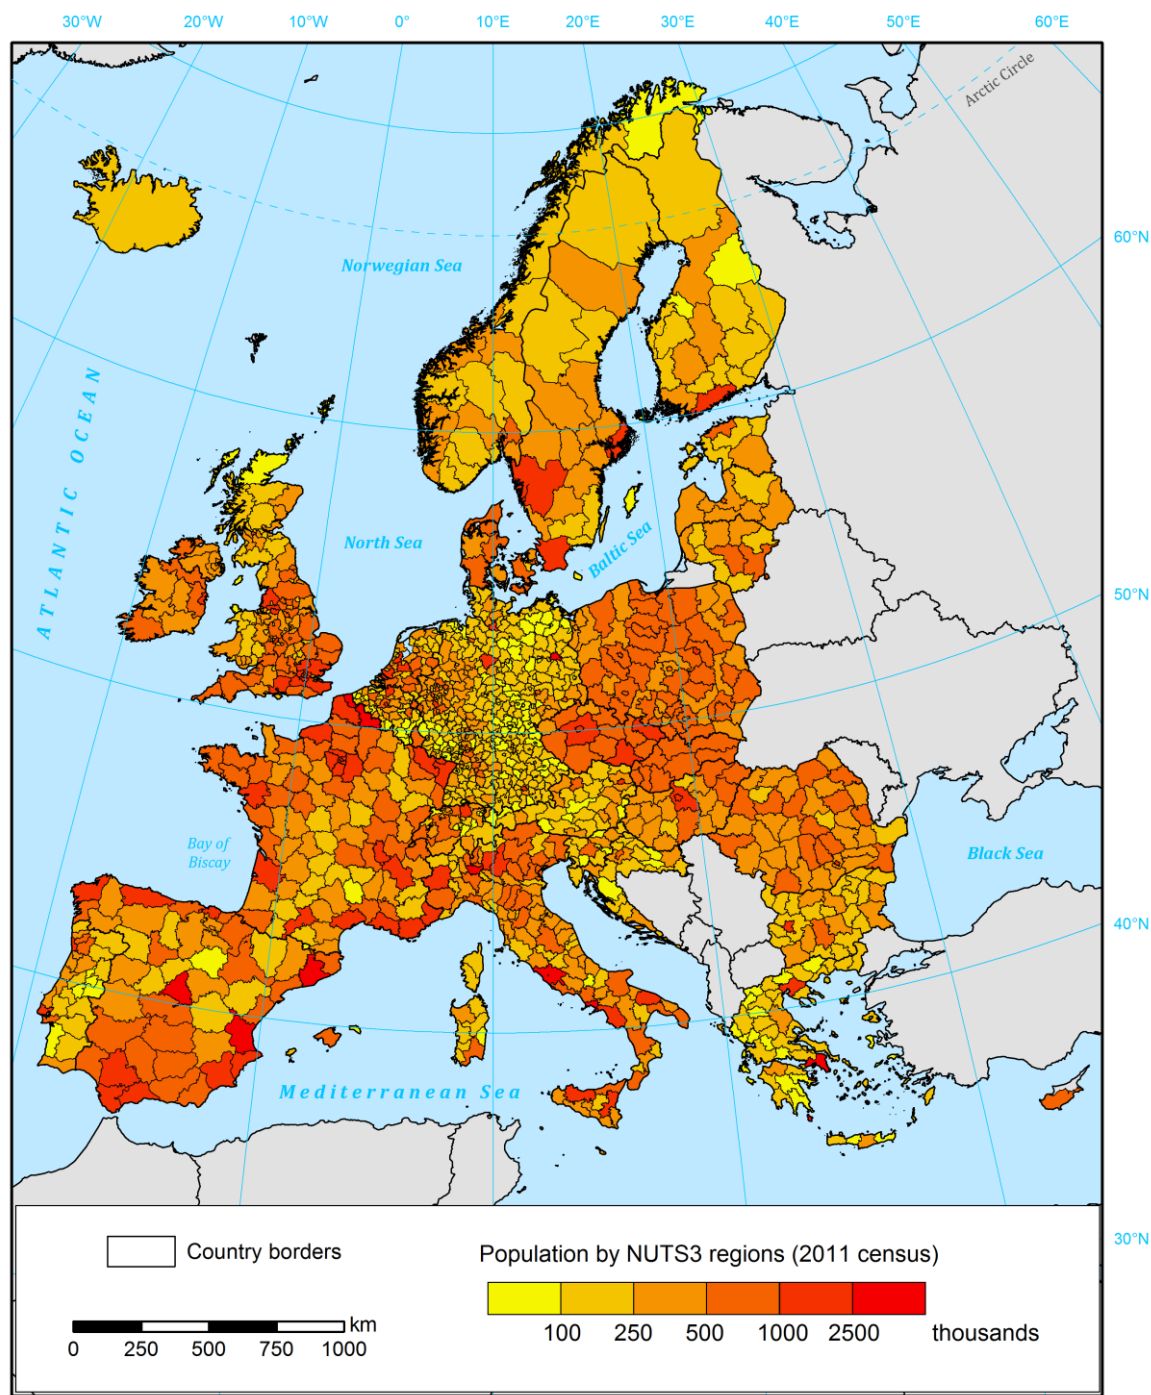 30°W 20°W 10°W 0° 10°E 20°E 30°E 40°E 50°E 60°E
Arctic Circle
60°N
Norwegian Sea
ATLANTIC OCEAN
North Sea
Baltic Sea
50°N
Bay of
Biscay
Black Sea
40°N
Mediterranean Sea
30°N
Country borders
Population by NUTS3 regions (2011 census)
km
0 250 500 750 1000
100 250 500 1000 2500 thousands